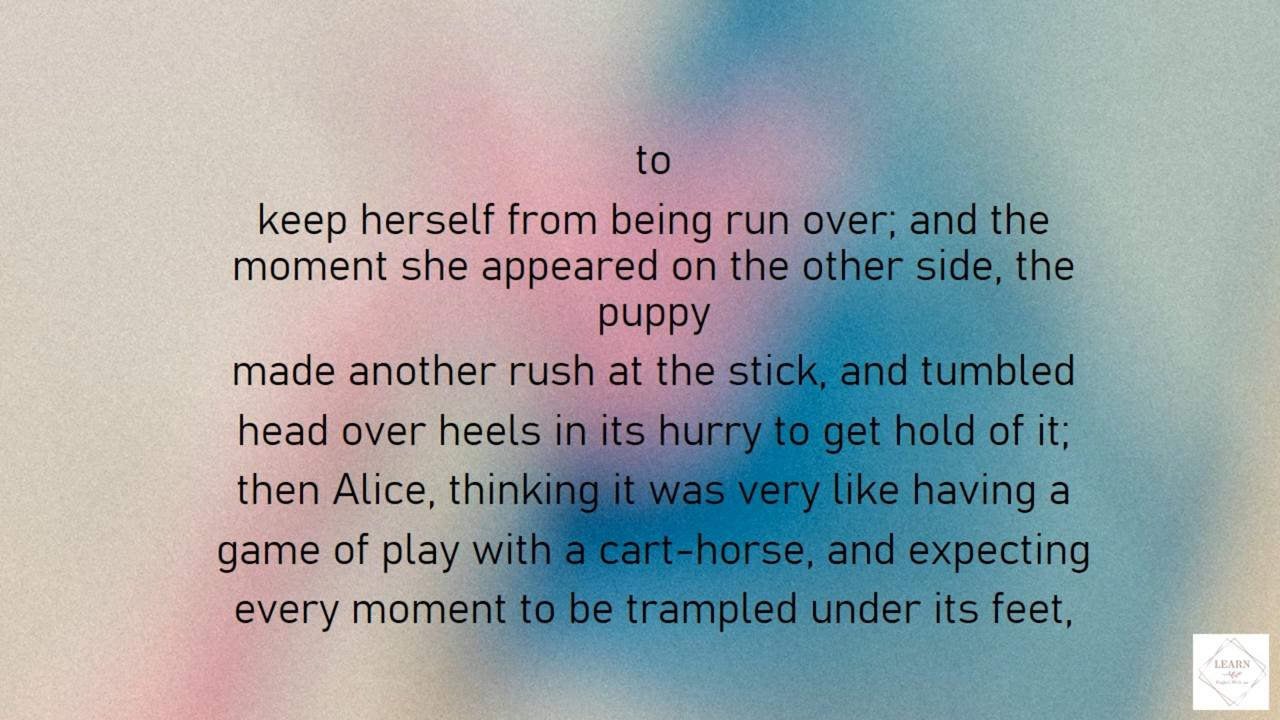 to
keep herself from being run over; and the
moment she appeared on the other side, the
puppy
made another rush at the stick, and tumbled
head over heels in its hurry to get hold of it;
then Alice, thinking it was very like having a
game of play with a cart-horse, and expecting
every moment to be trampled under its feet,
LEARN